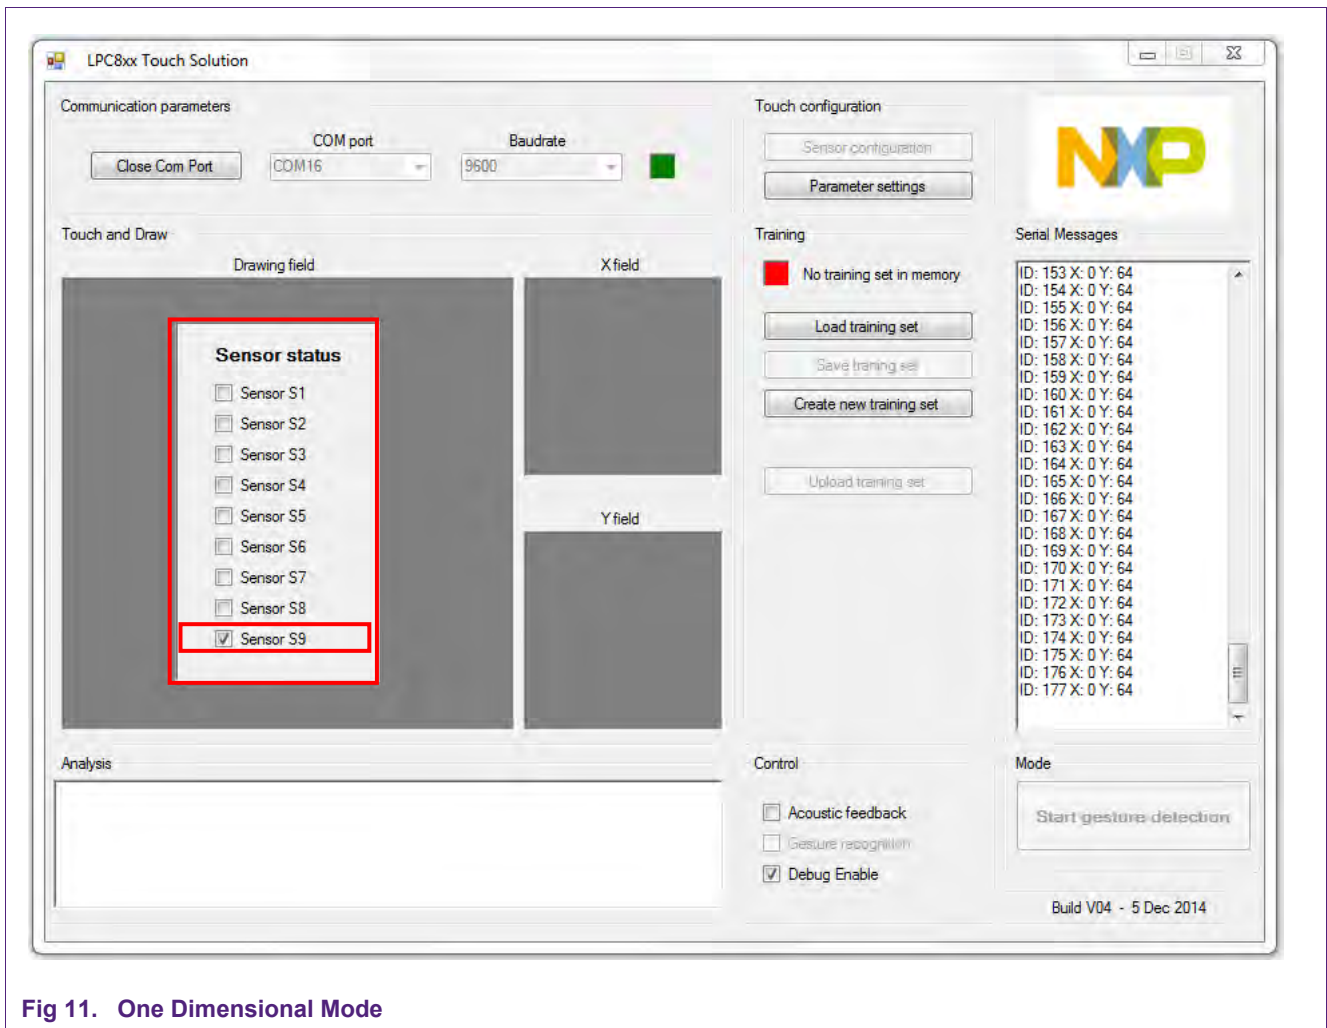 LPC8xx Touch Solution
Communication parameters
COM port
Baudrate
Close Com Port
COM16
9600
Touch configuration
Sensor configuration
Parameter settings
NXP
Touch and Draw
Drawing field
X field
Sensor status
Sensor S1
Sensor S2
Sensor S3
Sensor S4
Sensor S5
Sensor S6
Sensor S7
Sensor S8
Sensor S9
Y field
Training
No training set in memory
Load training set
Save training set
Create new training set
Upload training set
Serial Messages
ID: 153 X: 0 Y: 64
ID: 154 X: 0 Y: 64
ID: 155 X: 0 Y: 64
ID: 156 X: 0 Y: 64
ID: 157 X: 0 Y: 64
ID: 158 X: 0 Y: 64
ID: 159 X: 0 Y: 64
ID: 160 X: 0 Y: 64
ID: 161 X: 0 Y: 64
ID: 162 X: 0 Y: 64
ID: 163 X: 0 Y: 64
ID: 164 X: 0 Y: 64
ID: 165 X: 0 Y: 64
ID: 166 X: 0 Y: 64
ID: 167 X: 0 Y: 64
ID: 168 X: 0 Y: 64
ID: 169 X: 0 Y: 64
ID: 170 X: 0 Y: 64
ID: 171 X: 0 Y: 64
ID: 172 X: 0 Y: 64
ID: 173 X: 0 Y: 64
ID: 174 X: 0 Y: 64
ID: 175 X: 0 Y: 64
ID: 176 X: 0 Y: 64
ID: 177 X: 0 Y: 64
Analysis
Control
Acoustic feedback
Gesture recognition
Debug Enable
Mode
Start gesture detection
Build V04 - 5 Dec 2014
Fig 11. One Dimensional Mode